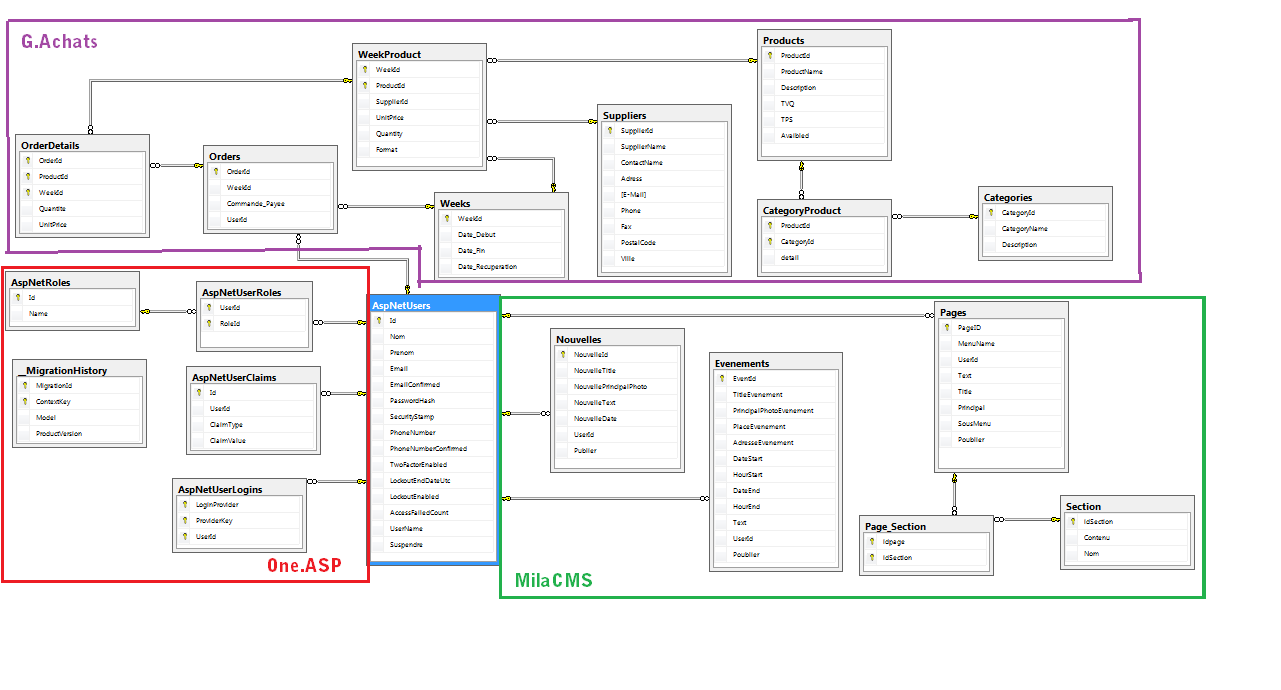 G.Achats
WeekProduct
WeekId
ProductId
SupplierId
UnitPrice
Quantity
Format
Products
ProductId
ProductName
Description
TVQ
TPS
Availbled
Suppliers
SupplierId
SupplierName
ContactName
Adress
[E-Mail]
Phone
Fax
PostalCode
Ville
OrderDetails
OrderId
ProductId
WeekId
Quantite
UnitPrice
Orders
OrderId
WeekId
Commande_Payee
UserId
Weeks
WeekId
Date_Debut
Date_Fin
Date_Recuperation
CategoryProduct
ProductId
CategoryId
detail
Categories
CategoryId
CategoryName
Description
AspNetRoles
Id
Name
AspNetUserRoles
UserId
RoleId
__MigrationHistory
MigrationId
ContextKey
Model
ProductVersion
AspNetUserClaims
Id
UserId
ClaimType
ClaimValue
AspNetUserLogins
LoginProvider
ProviderKey
UserId
One.ASP
AspNetUsers
Id
Nom
Prenom
Email
EmailConfirmed
PasswordHash
SecurityStamp
PhoneNumber
PhoneNumberConfirmed
TwoFactorEnabled
LockoutEndDateUtc
LockoutEnabled
AccessFailedCount
UserName
Suspendre
Nouvelles
NouvelleId
NouvelleTitle
NouvellePrincipalPhoto
NouvelleText
NouvelleDate
UserId
Publier
Evenements
EventId
TitleEvenement
PrincipalPhotoEvenement
PlaceEvenement
AdresseEvenement
DateStart
HourStart
DateEnd
HourEnd
Text
UserId
Poublier
Pages
PageID
MenuName
UserId
Text
Title
Principal
SousMenu
Poublier
Page_Section
Idpage
IdSection
Section
IdSection
Contenu
Nom
MilaCMS